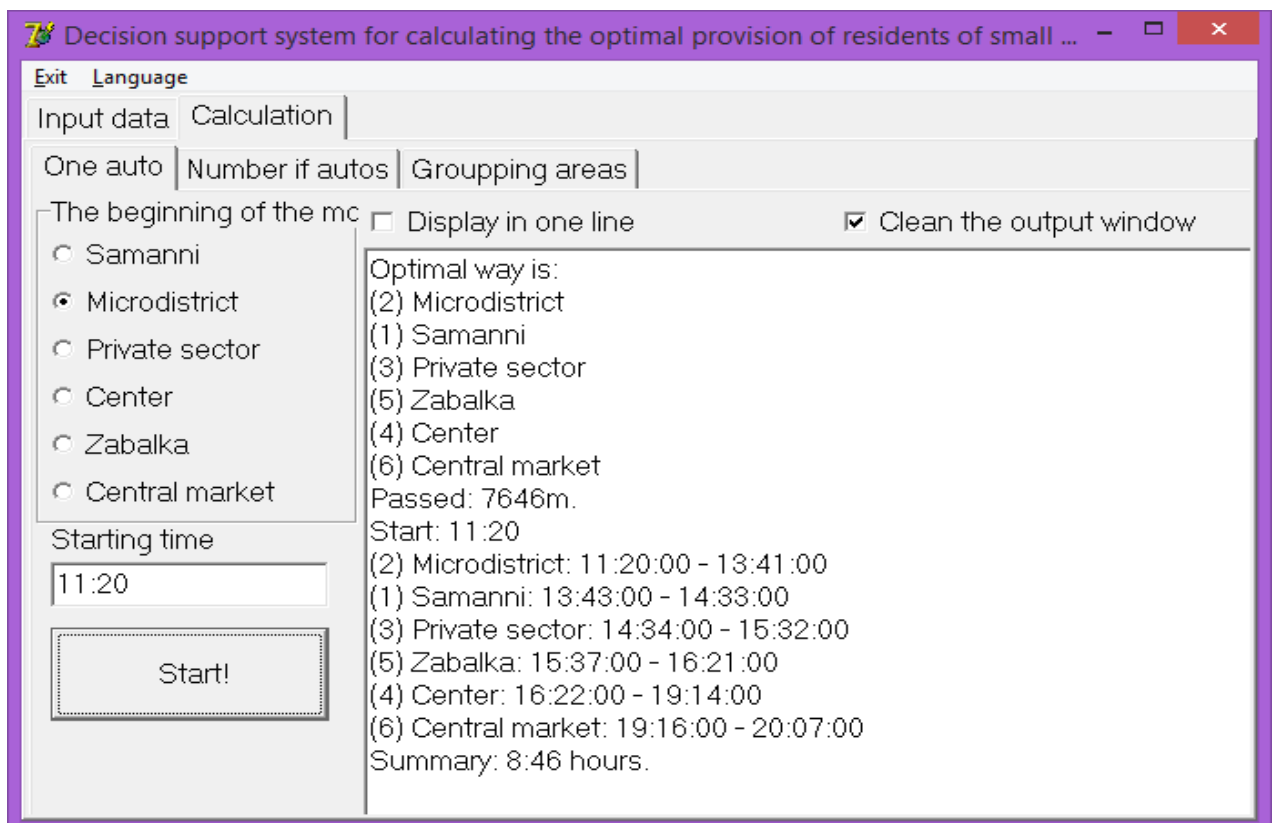 Decision support system for calculating the optimal provision of residents of small ...
Exit Language
Input data Calculation
One auto Number if autos Groupping areas
The beginning of the mo
Display in one line Clean the output window
Samanni
Microdistrict
Private sector
Center
Zabalka
Central market
Starting time
11:20
Start!
Optimal way is:
(2) Microdistrict
(1) Samanni
(3) Private sector
(5) Zabalka
(4) Center
(6) Central market
Passed: 7646m.
Start: 11:20
(2) Microdistrict: 11:20:00 - 13:41:00
(1) Samanni: 13:43:00 - 14:33:00
(3) Private sector: 14:34:00 - 15:32:00
(5) Zabalka: 15:37:00 - 16:21:00
(4) Center: 16:22:00 - 19:14:00
(6) Central market: 19:16:00 - 20:07:00
Summary: 8:46 hours.